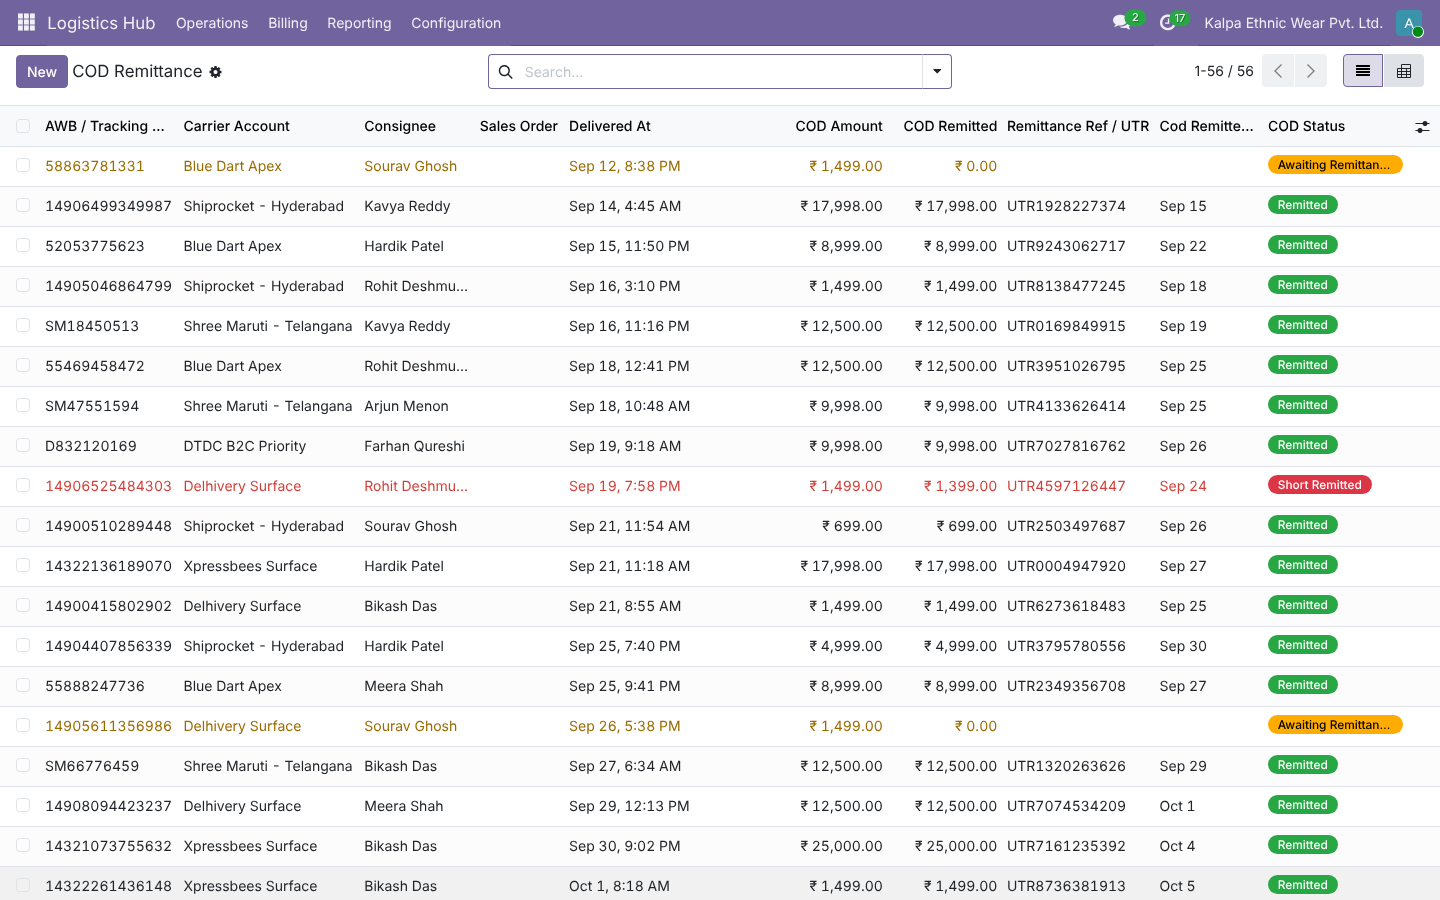 Logistics Hub Operations Billing Reporting Configuration 2 17 Kalpa Ethnic Wear Pvt. Ltd. A
New COD Remittance Search... 1-56 / 56
AWB / Tracking ... Carrier Account Consignee Sales Order Delivered At COD Amount COD Remitted Remittance Ref / UTR Cod Remitte... COD Status
58863781331 Blue Dart Apex Sourav Ghosh Sep 12, 8:38 PM ₹ 1,499.00 ₹ 0.00 Awaiting Remittan...
14906499349987 Shiprocket - Hyderabad Kavya Reddy Sep 14, 4:45 AM ₹ 17,998.00 ₹ 17,998.00 UTR1928227374 Sep 15 Remitted
52053775623 Blue Dart Apex Hardik Patel Sep 15, 11:50 PM ₹ 8,999.00 ₹ 8,999.00 UTR9243062717 Sep 22 Remitted
14905046864799 Shiprocket - Hyderabad Rohit Deshmu... Sep 16, 3:10 PM ₹ 1,499.00 ₹ 1,499.00 UTR8138477245 Sep 18 Remitted
SM18450513 Shree Maruti - Telangana Kavya Reddy Sep 16, 11:16 PM ₹ 12,500.00 ₹ 12,500.00 UTR0169849915 Sep 19 Remitted
55469458472 Blue Dart Apex Rohit Deshmu... Sep 18, 12:41 PM ₹ 12,500.00 ₹ 12,500.00 UTR3951026795 Sep 25 Remitted
SM47551594 Shree Maruti - Telangana Arjun Menon Sep 18, 10:48 AM ₹ 9,998.00 ₹ 9,998.00 UTR4133626414 Sep 25 Remitted
D832120169 DTDC B2C Priority Farhan Qureshi Sep 19, 9:18 AM ₹ 9,998.00 ₹ 9,998.00 UTR7027816762 Sep 26 Remitted
14906525484303 Delhivery Surface Rohit Deshmu... Sep 19, 7:58 PM ₹ 1,499.00 ₹ 1,399.00 UTR4597126447 Sep 24 Short Remitted
14900510289448 Shiprocket - Hyderabad Sourav Ghosh Sep 21, 11:54 AM ₹ 699.00 ₹ 699.00 UTR2503497687 Sep 26 Remitted
14322136189070 Xpressbees Surface Hardik Patel Sep 21, 11:18 AM ₹ 17,998.00 ₹ 17,998.00 UTR0004947920 Sep 27 Remitted
14900415802902 Delhivery Surface Bikash Das Sep 21, 8:55 AM ₹ 1,499.00 ₹ 1,499.00 UTR6273618483 Sep 25 Remitted
14904407856339 Shiprocket - Hyderabad Hardik Patel Sep 25, 7:40 PM ₹ 4,999.00 ₹ 4,999.00 UTR3795780556 Sep 30 Remitted
55888247736 Blue Dart Apex Meera Shah Sep 25, 9:41 PM ₹ 8,999.00 ₹ 8,999.00 UTR2349356708 Sep 27 Remitted
14905611356986 Delhivery Surface Sourav Ghosh Sep 26, 5:38 PM ₹ 1,499.00 ₹ 0.00 Awaiting Remittan...
SM66776459 Shree Maruti - Telangana Bikash Das Sep 27, 6:34 AM ₹ 12,500.00 ₹ 12,500.00 UTR1320263626 Sep 29 Remitted
14908094423237 Delhivery Surface Meera Shah Sep 29, 12:13 PM ₹ 12,500.00 ₹ 12,500.00 UTR7074534209 Oct 1 Remitted
14321073755632 Xpressbees Surface Bikash Das Sep 30, 9:02 PM ₹ 25,000.00 ₹ 25,000.00 UTR7161235392 Oct 4 Remitted
14322261436148 Xpressbees Surface Bikash Das Oct 1, 8:18 AM ₹ 1,499.00 ₹ 1,499.00 UTR8736381913 Oct 5 Remitted